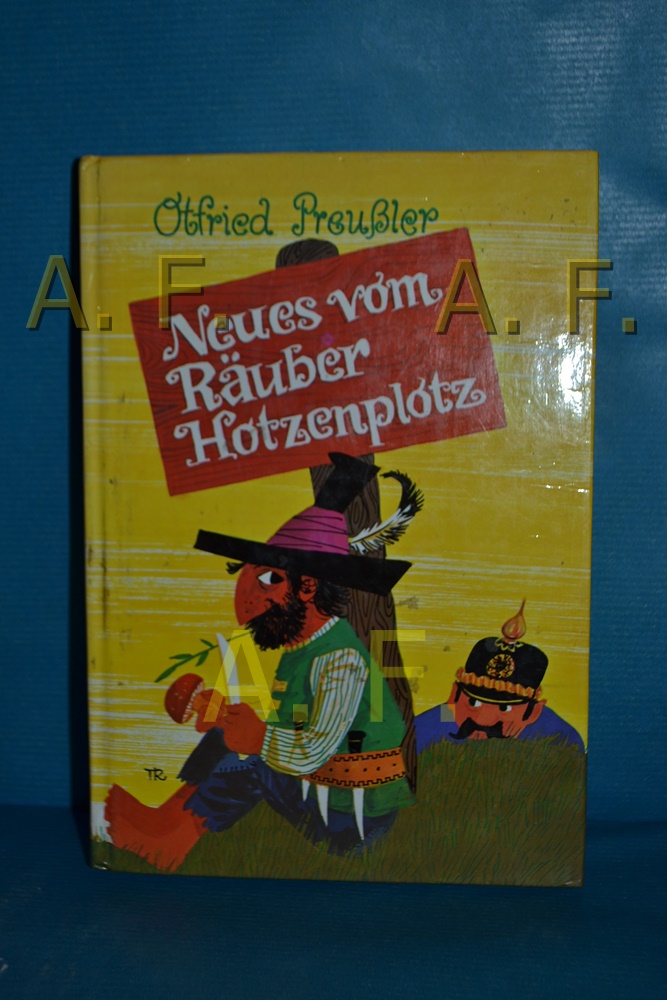 Otfried Preußler
Neues vom
Räuber
Hotzenplotz
TR
A. F.
A. F.
A. F.